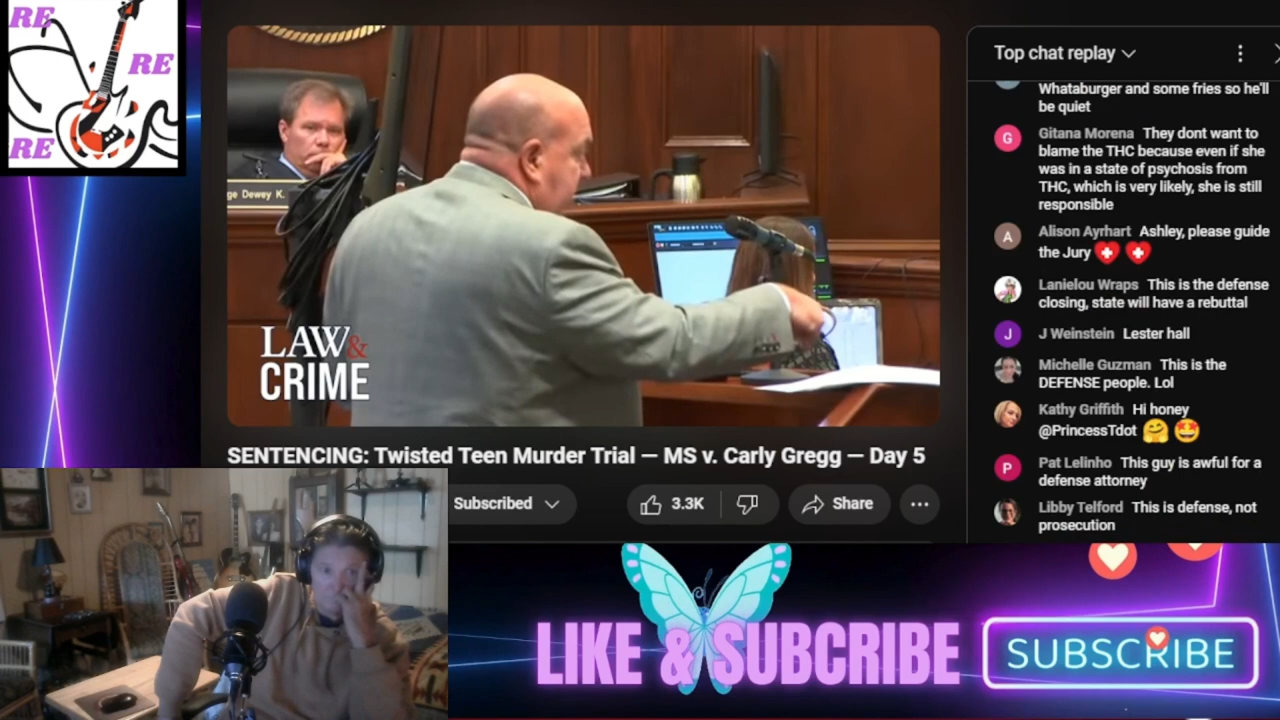 RE
RE
RE
ge Dewey K.
LAW&
CRIME
SENTENCING: Twisted Teen Murder Trial — MS v. Carly Gregg — Day 5
Subscribed
3.3K
Share
Top chat replay
Whataburger and some fries so he'll
be quiet
G
Gitana Morena They dont want to
blame the THC because even if she
was in a state of psychosis from
THC, which is very likely, she is still
responsible
A
Alison Ayrhart Ashley, please guide
the Jury
Lanielou Wraps This is the defense
closing, state will have a rebuttal
J
J Weinstein Lester hall
Michelle Guzman This is the
DEFENSE people. Lol
Kathy Griffith Hi honey
@PrincessTdot
P
Pat Lelinho This guy is awful for a
defense attorney
Libby Telford This is defense, not
prosecution
LIKE & SUBCRIBE
SUBSCRIBE